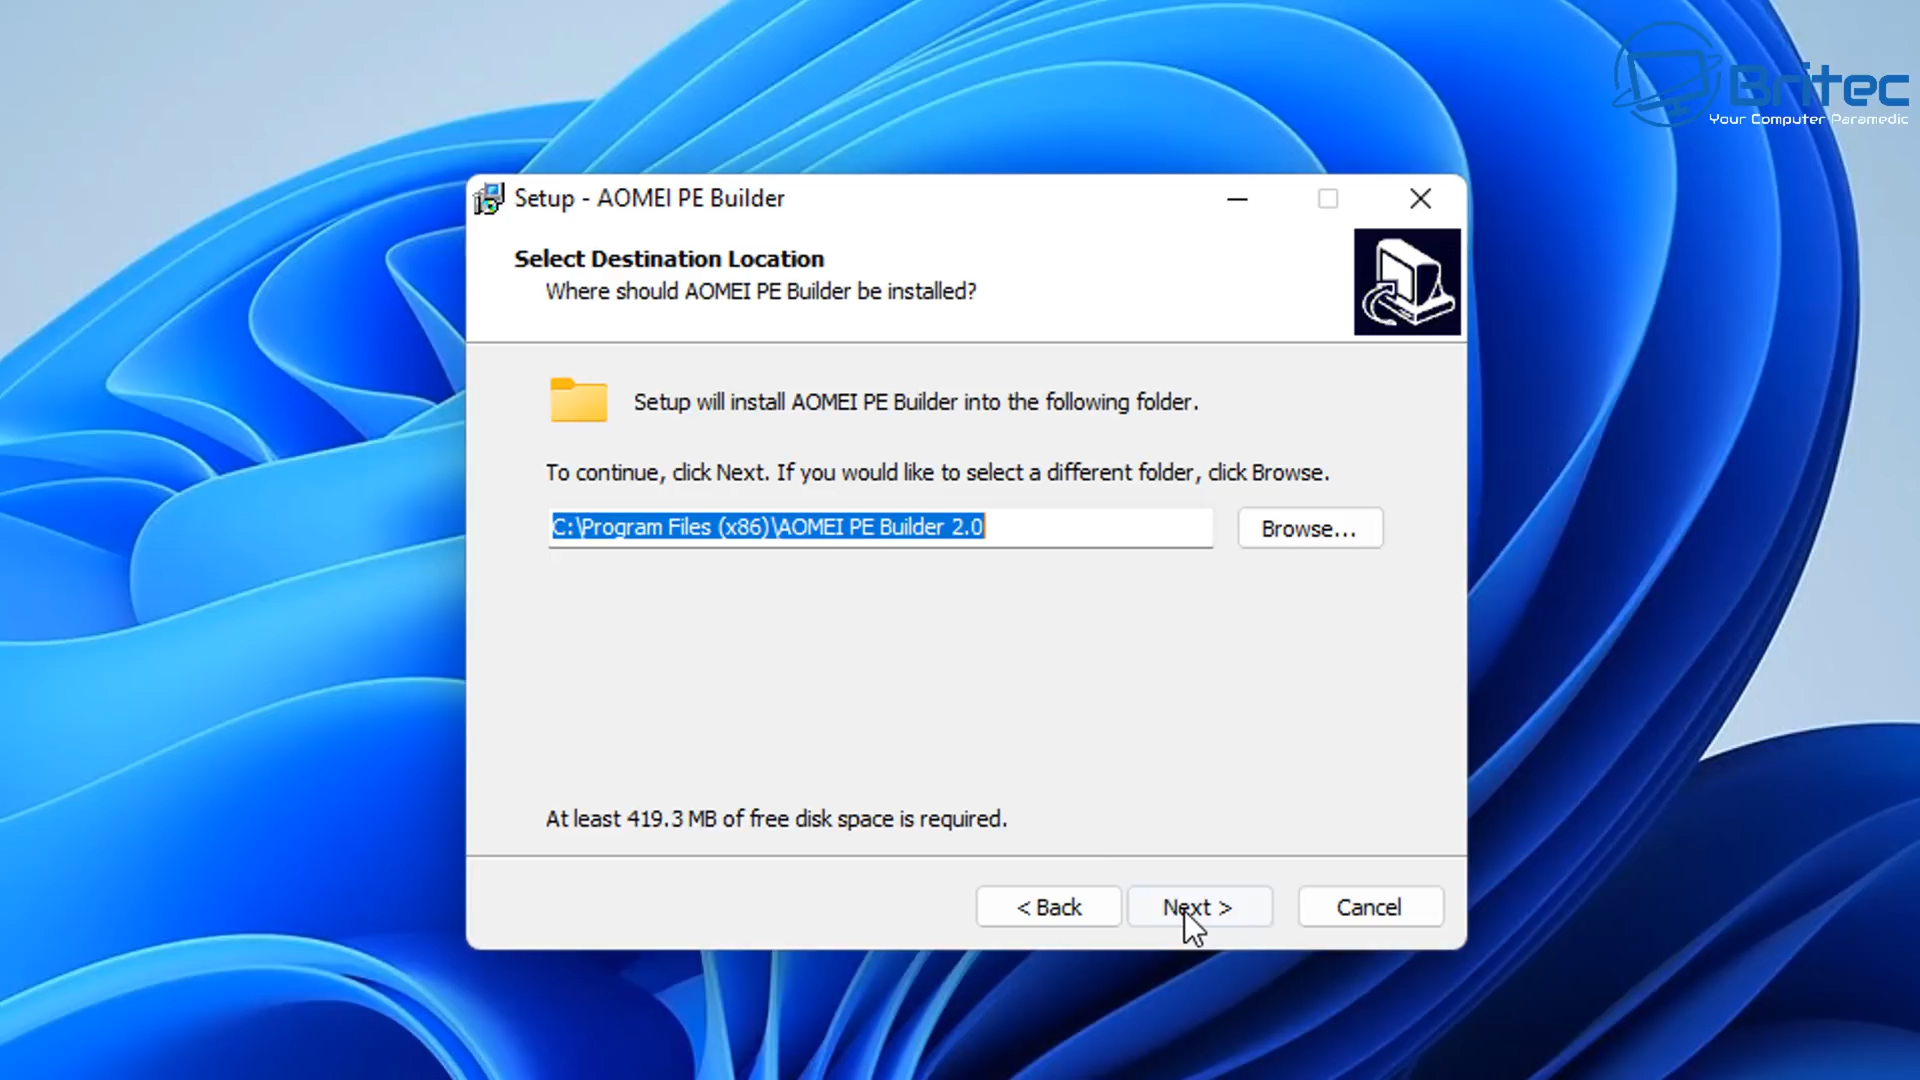 Britec
Your Computer Paramedic
Setup - AOMEI PE Builder
Select Destination Location
Where should AOMEI PE Builder be installed?
Setup will install AOMEI PE Builder into the following folder.
To continue, click Next. If you would like to select a different folder, click Browse.
C:\Program Files (x86)\AOMEI PE Builder 2.0
Browse...
At least 419.3 MB of free disk space is required.
< Back
Next >
Cancel